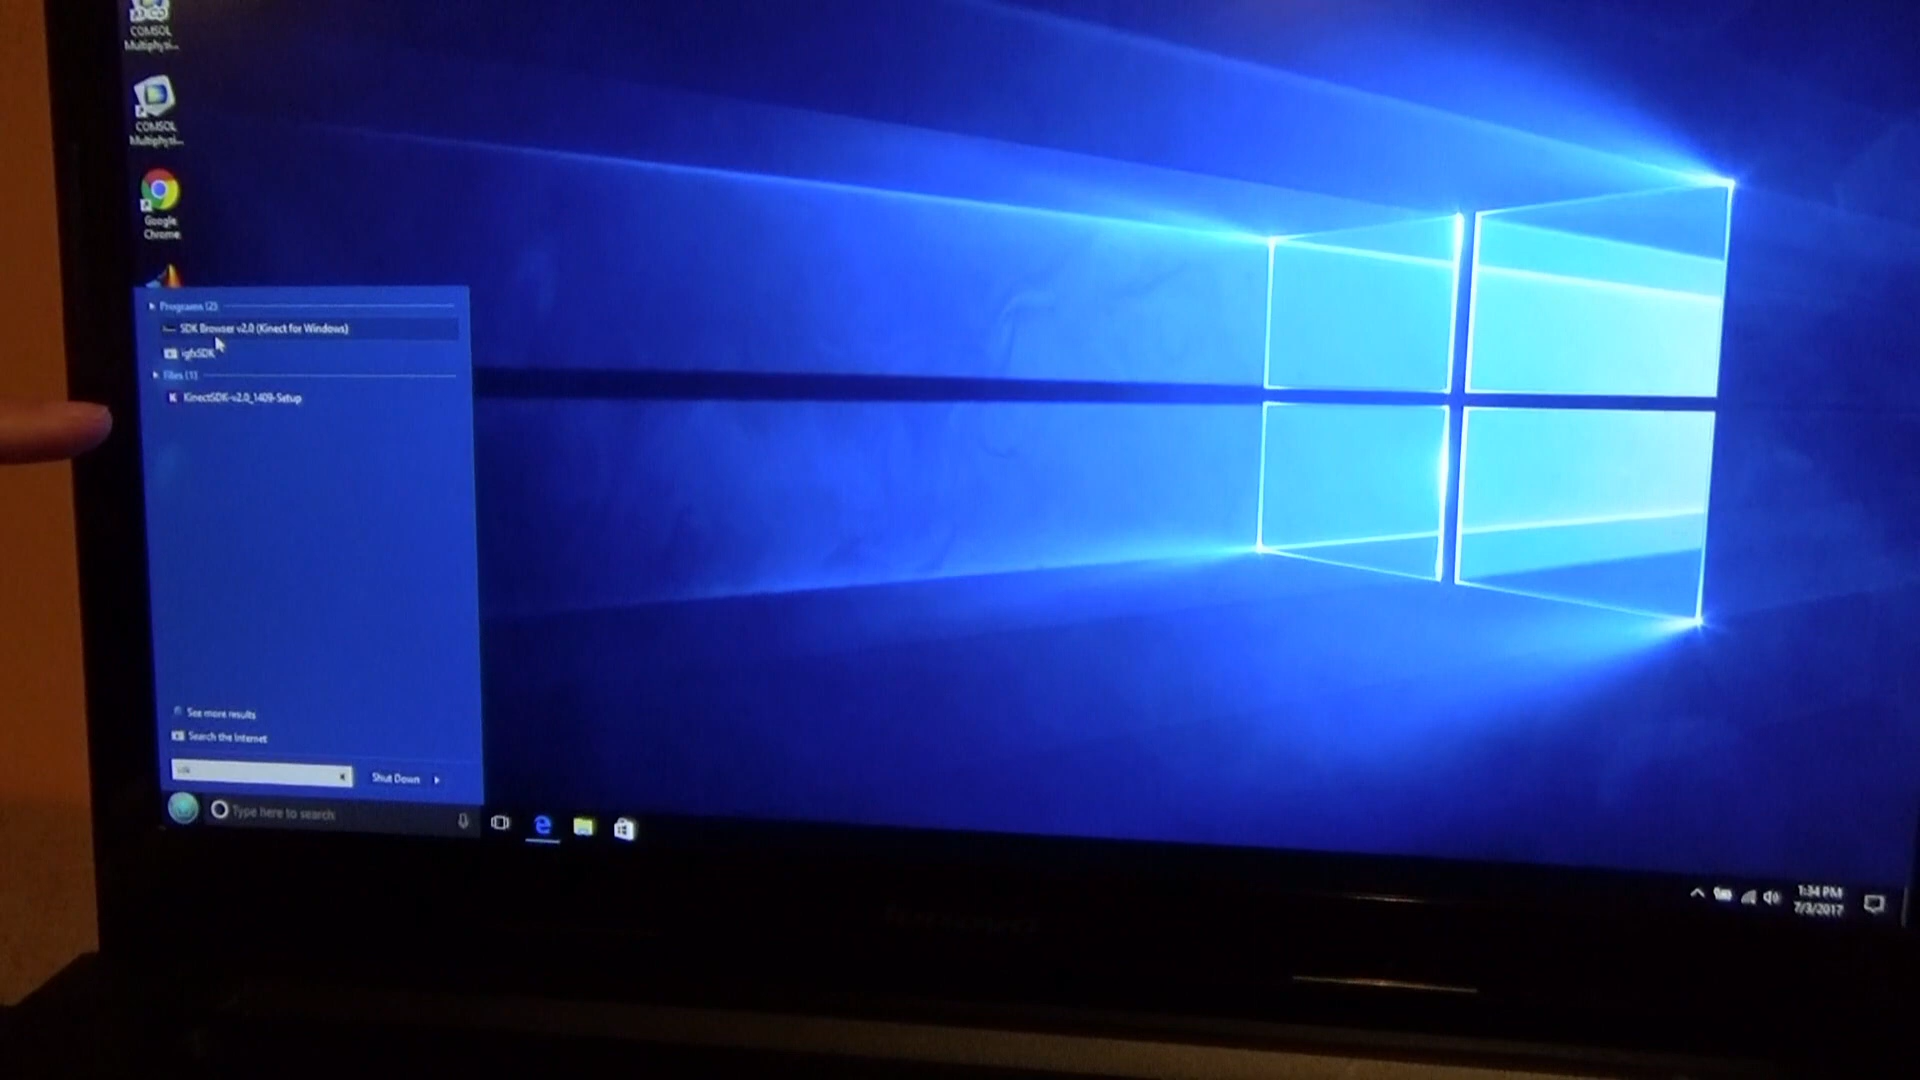 COMSOL
Multiphysi...
COMSOL
Multiphysi...
Google
Chrome
Programs (2)
SDK Browser v2.0 (Kinect for Windows)
igfxSDK
Files (1)
KinectSDK-v2.0_1409-Setup
See more results
Search the Internet
sdk
Shut Down
Type here to search
1:34 PM
7/3/2017